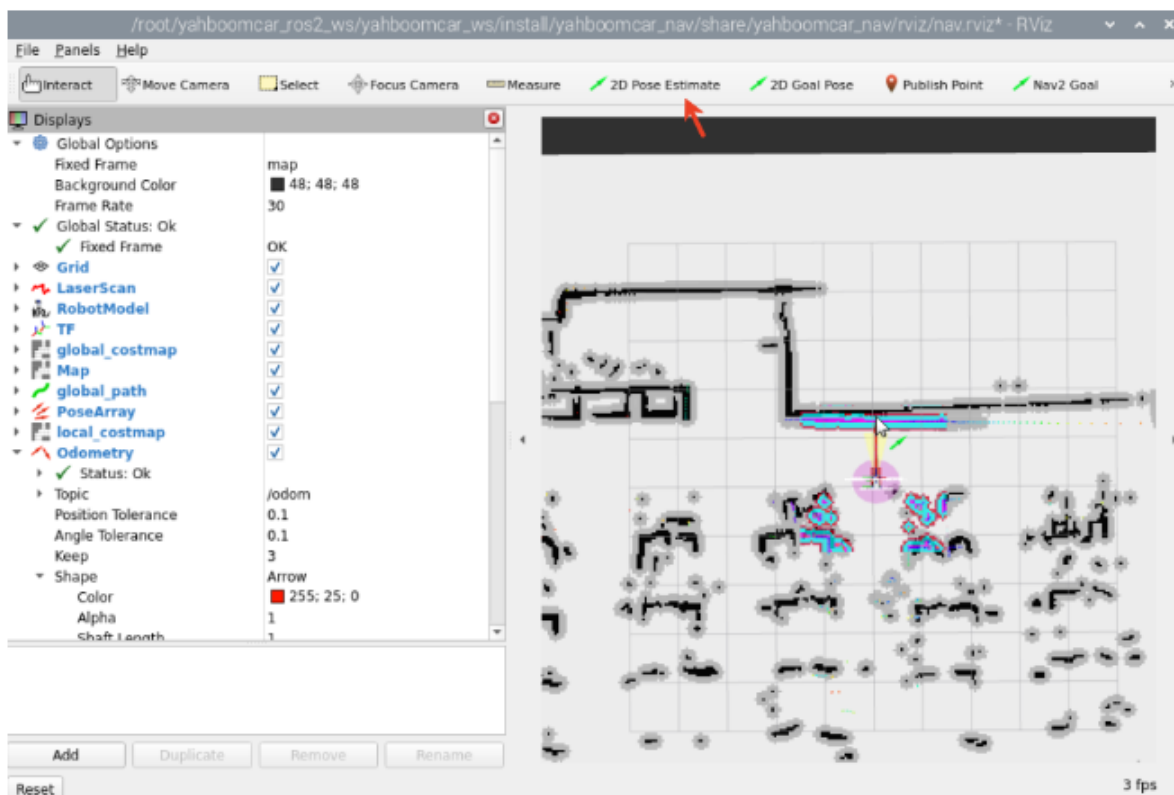 /root/yahboomcar_ros2_ws/yahboomcar_ws/install/yahboomcar_nav/share/yahboomcar_nav/rviz/nav.rviz* - RViz
File Panels Help
Interact Move Camera Select Focus Camera Measure 2D Pose Estimate 2D Goal Pose Publish Point Nav2 Goal
Displays
Global Options
Fixed Frame map
Background Color 48; 48; 48
Frame Rate 30
Global Status: Ok
Fixed Frame OK
Grid
LaserScan
RobotModel
TF
global_costmap
Map
global_path
PoseArray
local_costmap
Odometry
Status: Ok
Topic /odom
Position Tolerance 0.1
Angle Tolerance 0.1
Keep 3
Shape Arrow
Color 255; 25; 0
Alpha 1
Shaft Length 1
Add Duplicate Remove Rename
Reset
3 fps